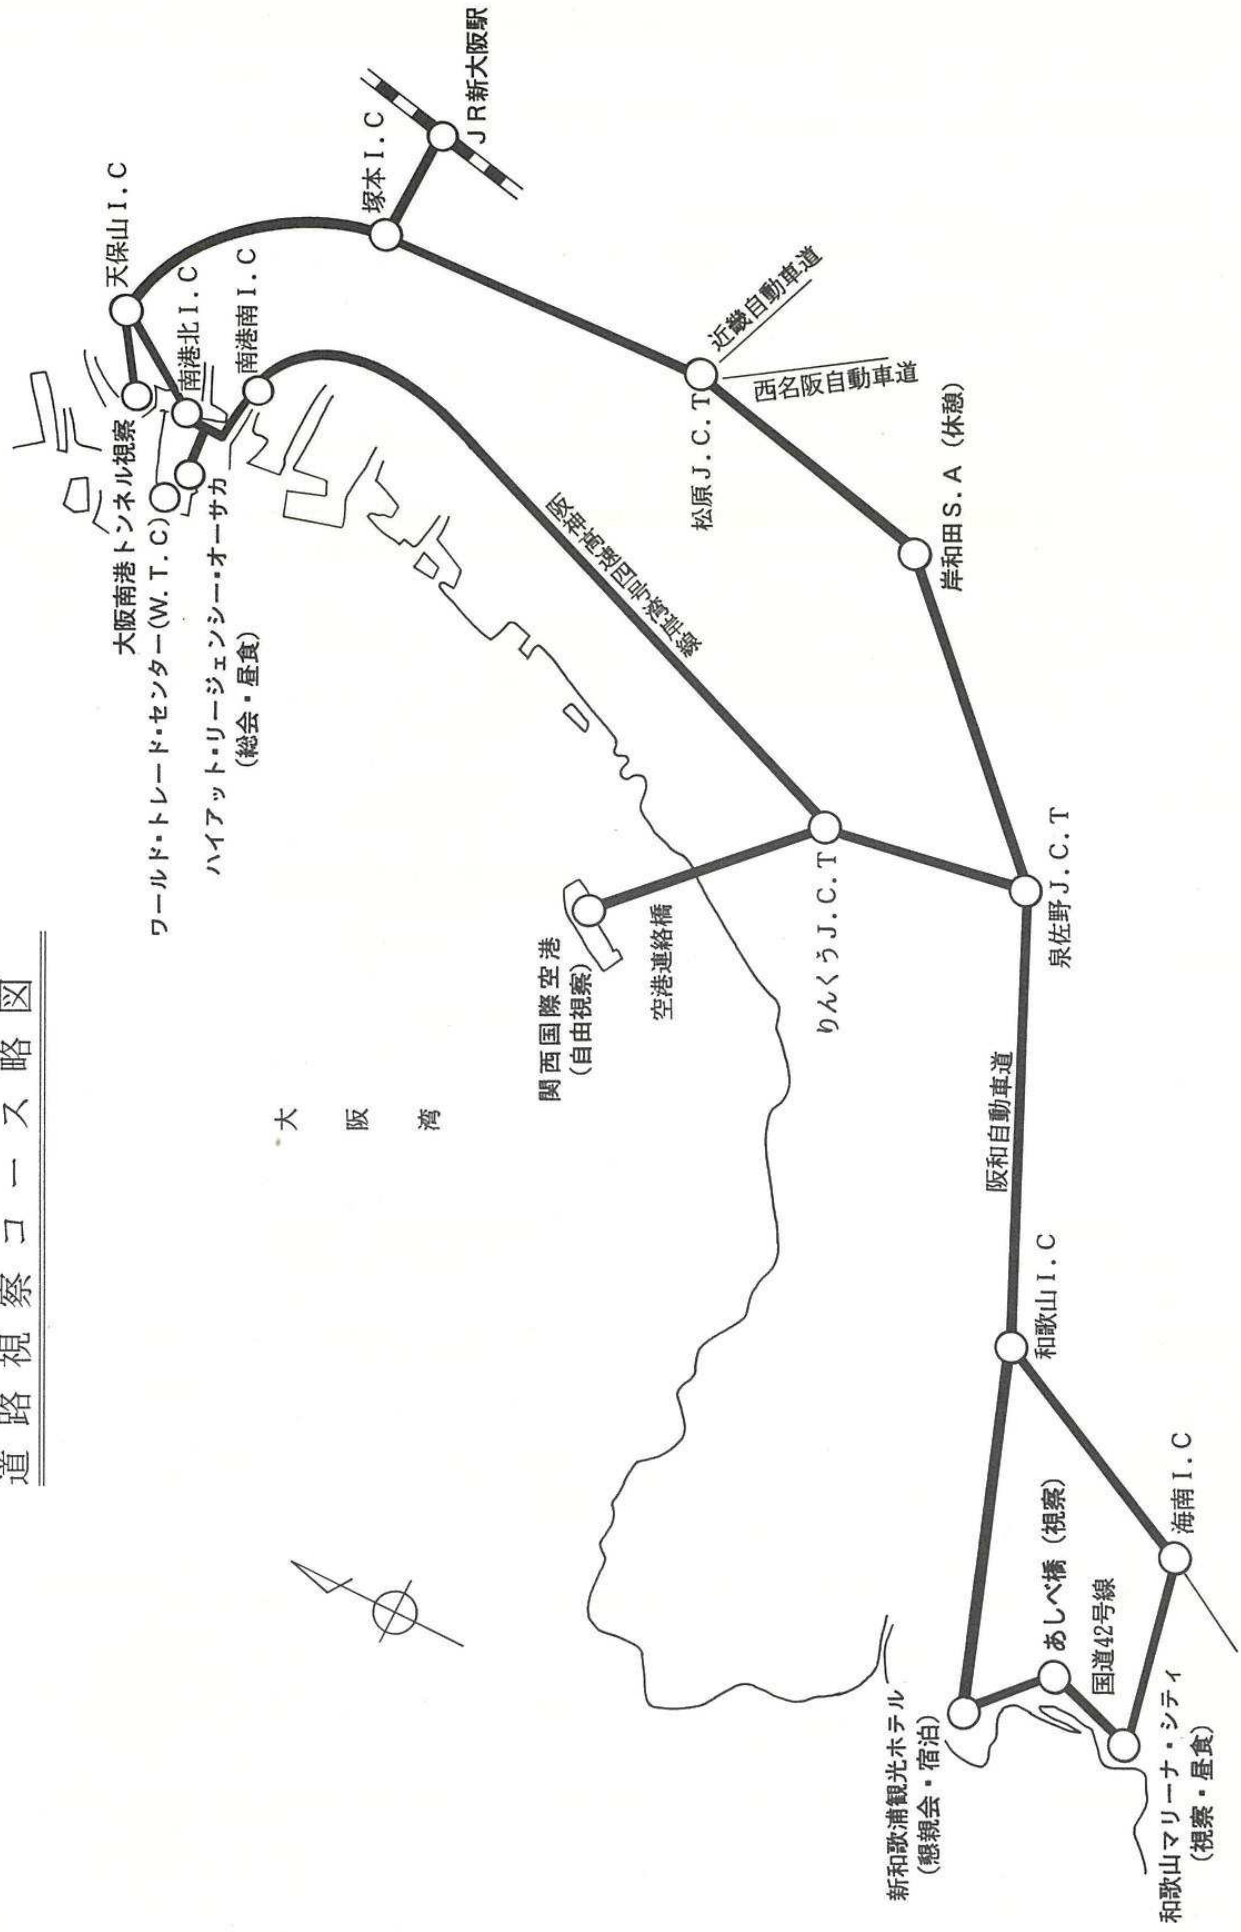 道路視察コース略図
大阪湾
JR新大阪駅
塚本I.C
天保山I.C
南港北I.C
南港南I.C
大阪南港トンネル視察
ワールド・トレード・センター(W.T.C)
ハイアット・リージェンシー・オーサカ
(総会・昼食)
近畿自動車道
西名阪自動車道
松原J.C.T
岸和田S.A (休憩)
阪神高速四号湾岸線
関西国際空港
(自由視察)
空港連絡橋
りんくうJ.C.T
泉佐野J.C.T
阪和自動車道
和歌山I.C
海南I.C
あしべ橋 (視察)
国道42号線
新和歌浦観光ホテル
(懇親会・宿泊)
和歌山マリーナ・シティ
(視察・昼食)